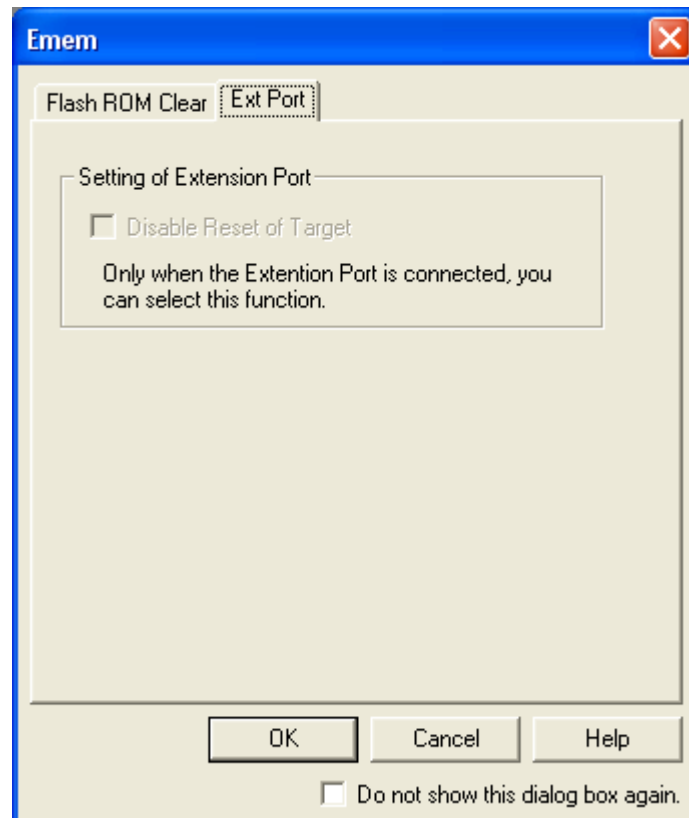 Emem
Flash ROM Clear
Ext Port
Setting of Extension Port
Disable Reset of Target
Only when the Extention Port is connected, you
can select this function.
OK
Cancel
Help
Do not show this dialog box again.